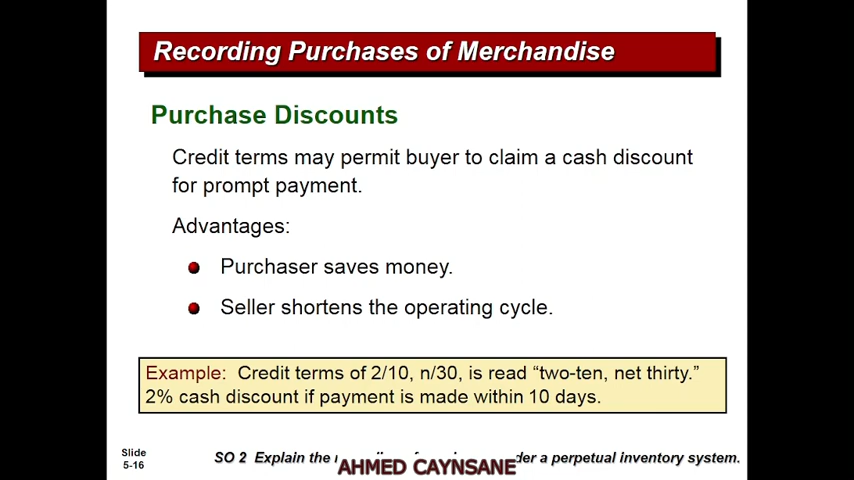 Recording Purchases of Merchandise
Purchase Discounts
Credit terms may permit buyer to claim a cash discount
for prompt payment.
Advantages:
Purchaser saves money.
Seller shortens the operating cycle.
Example: Credit terms of 2/10, n/30, is read “two-ten, net thirty.”
2% cash discount if payment is made within 10 days.
Slide
5-16
SO 2 Explain the a perpetual inventory system.
AHMED CAYNSANE